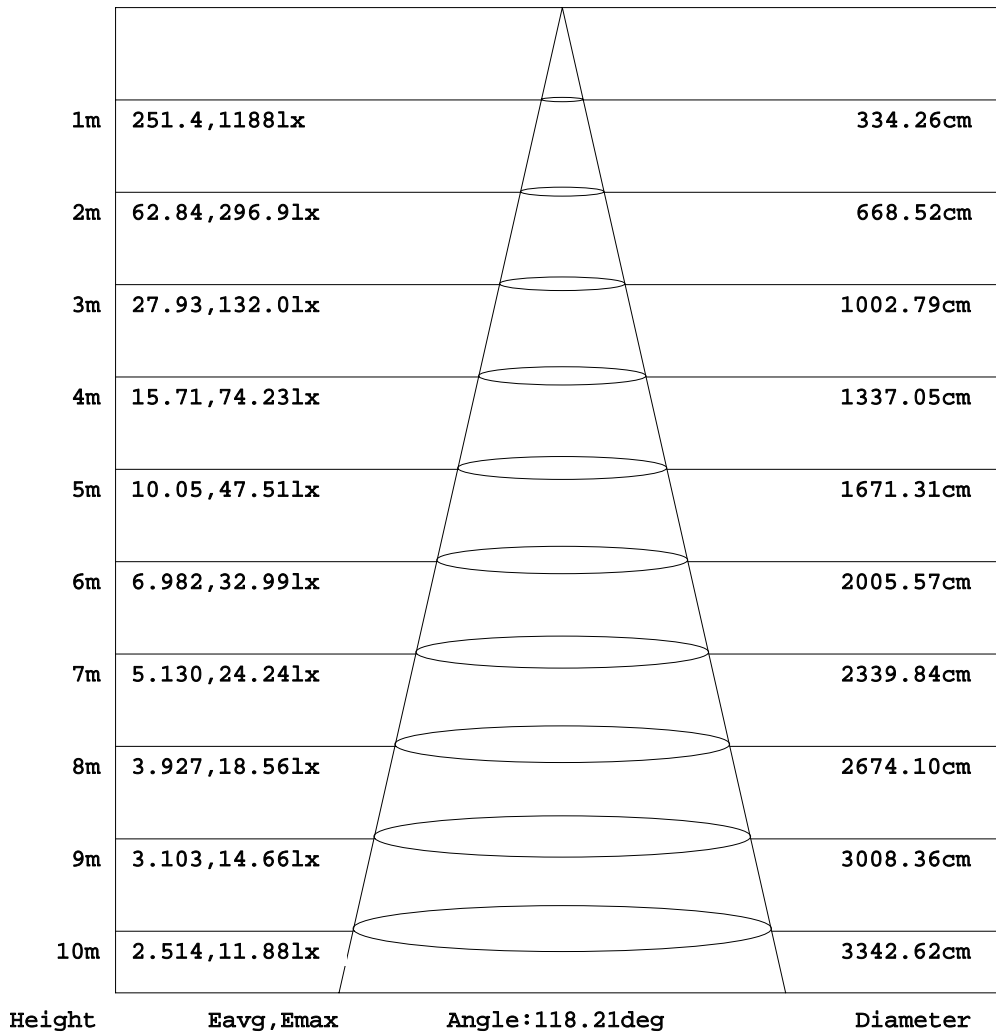 1m 251.4,1188lx 334.26cm
2m 62.84,296.9lx 668.52cm
3m 27.93,132.0lx 1002.79cm
4m 15.71,74.23lx 1337.05cm
5m 10.05,47.51lx 1671.31cm
6m 6.982,32.99lx 2005.57cm
7m 5.130,24.24lx 2339.84cm
8m 3.927,18.56lx 2674.10cm
9m 3.103,14.66lx 3008.36cm
10m 2.514,11.88lx 3342.62cm
Height Eavg,Emax Angle:118.21deg Diameter